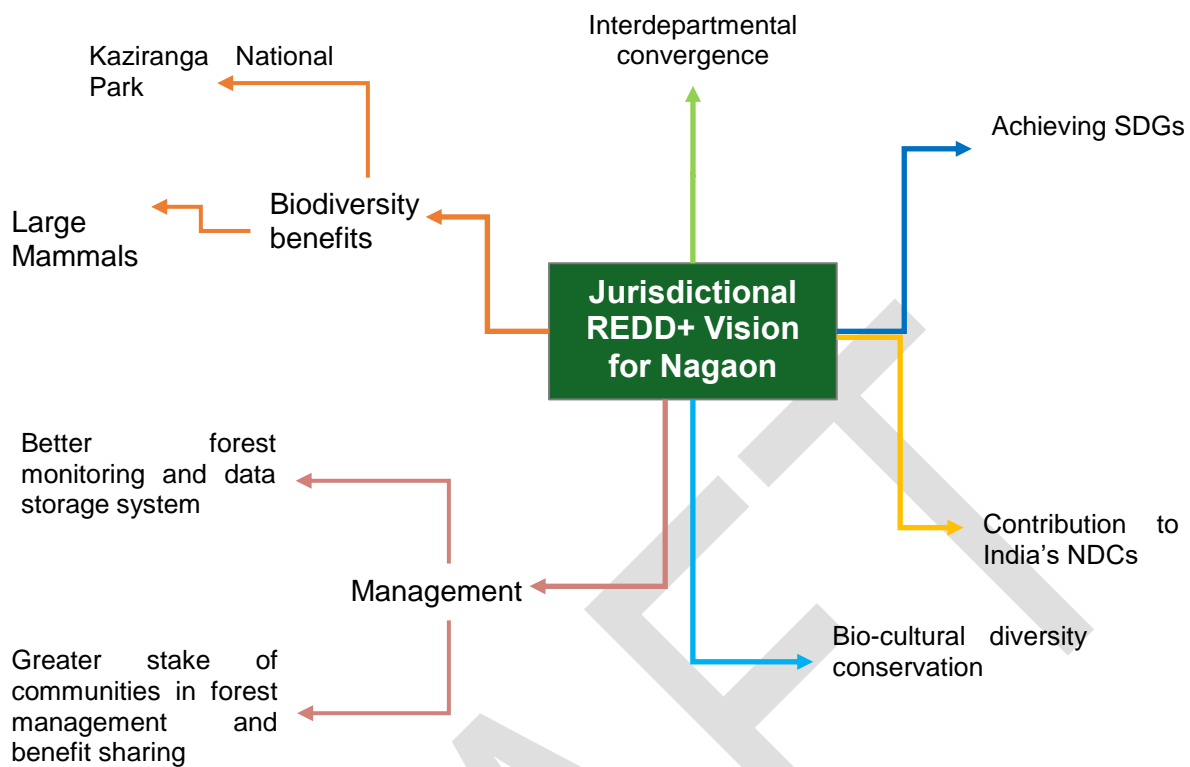 Interdepartmental
convergence
Kaziranga National
Park
Achieving SDGs
Biodiversity
benefits
Large
Mammals
Jurisdictional
REDD+ Vision
for Nagaon
Better forest
monitoring and data
storage system
Contribution to
India's NDCs
Management
Bio-cultural diversity
conservation
Greater stake of
communities in forest
management and
benefit sharing